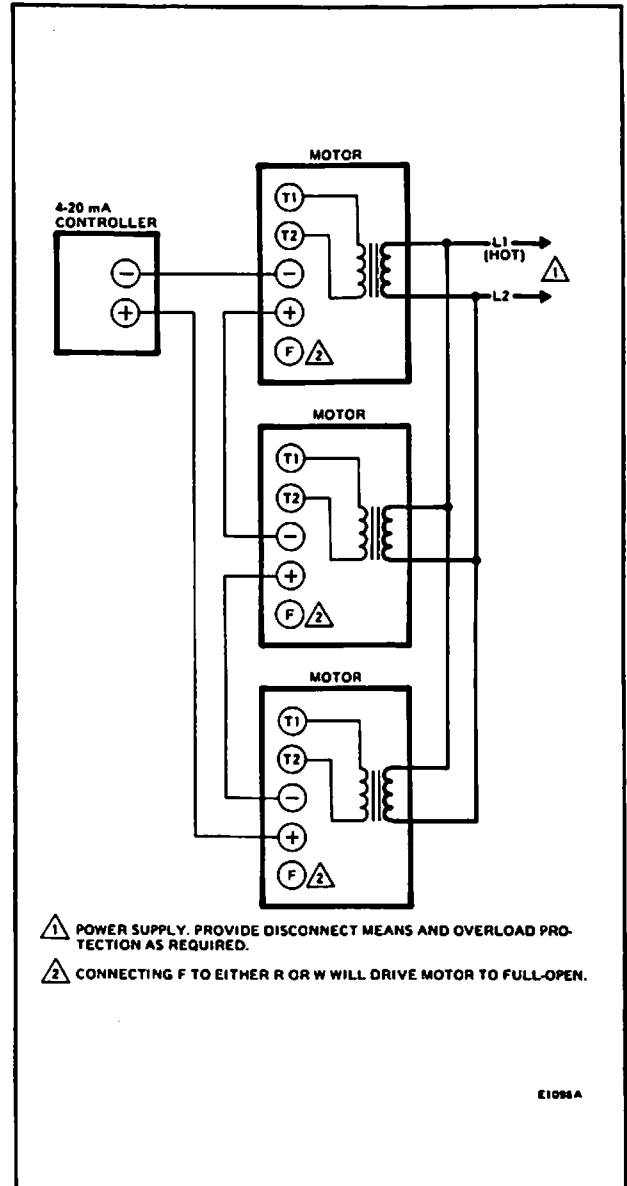 MOTOR
4-20 mA
CONTROLLER
−
+
T1
T2
−
+
F 2
L1
(HOT)
1
L2
MOTOR
T1
T2
−
+
F 2
MOTOR
T1
T2
−
+
F 2
1 POWER SUPPLY. PROVIDE DISCONNECT MEANS AND OVERLOAD PRO-
TECTION AS REQUIRED.
2 CONNECTING F TO EITHER R OR W WILL DRIVE MOTOR TO FULL-OPEN.
E1096A